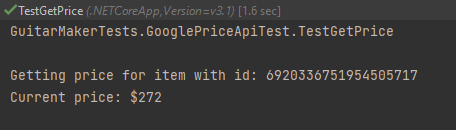 TestGetPrice (.NETCoreApp,Version=v3.1) [1.6 sec]
GuitarMakerTests.GooglePriceApiTest.TestGetPrice
Getting price for item with id: 6920336751954505717
Current price: $272